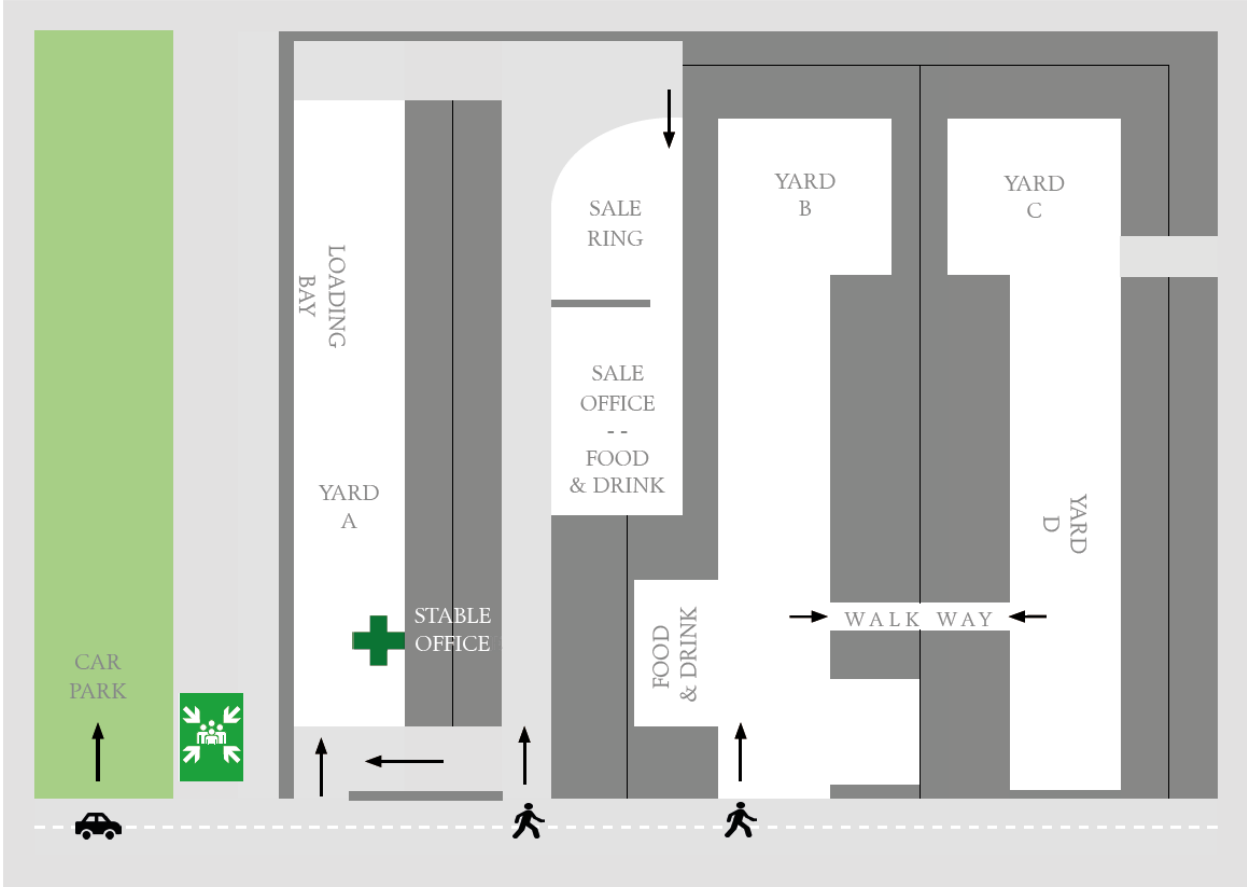 YARD
B
YARD
C
SALE
RING
LOADING
BAY
SALE
OFFICE
- -
FOOD
& DRINK
YARD
A
YARD
D
STABLE
OFFICE
WALK WAY
FOOD
& DRINK
CAR
PARK